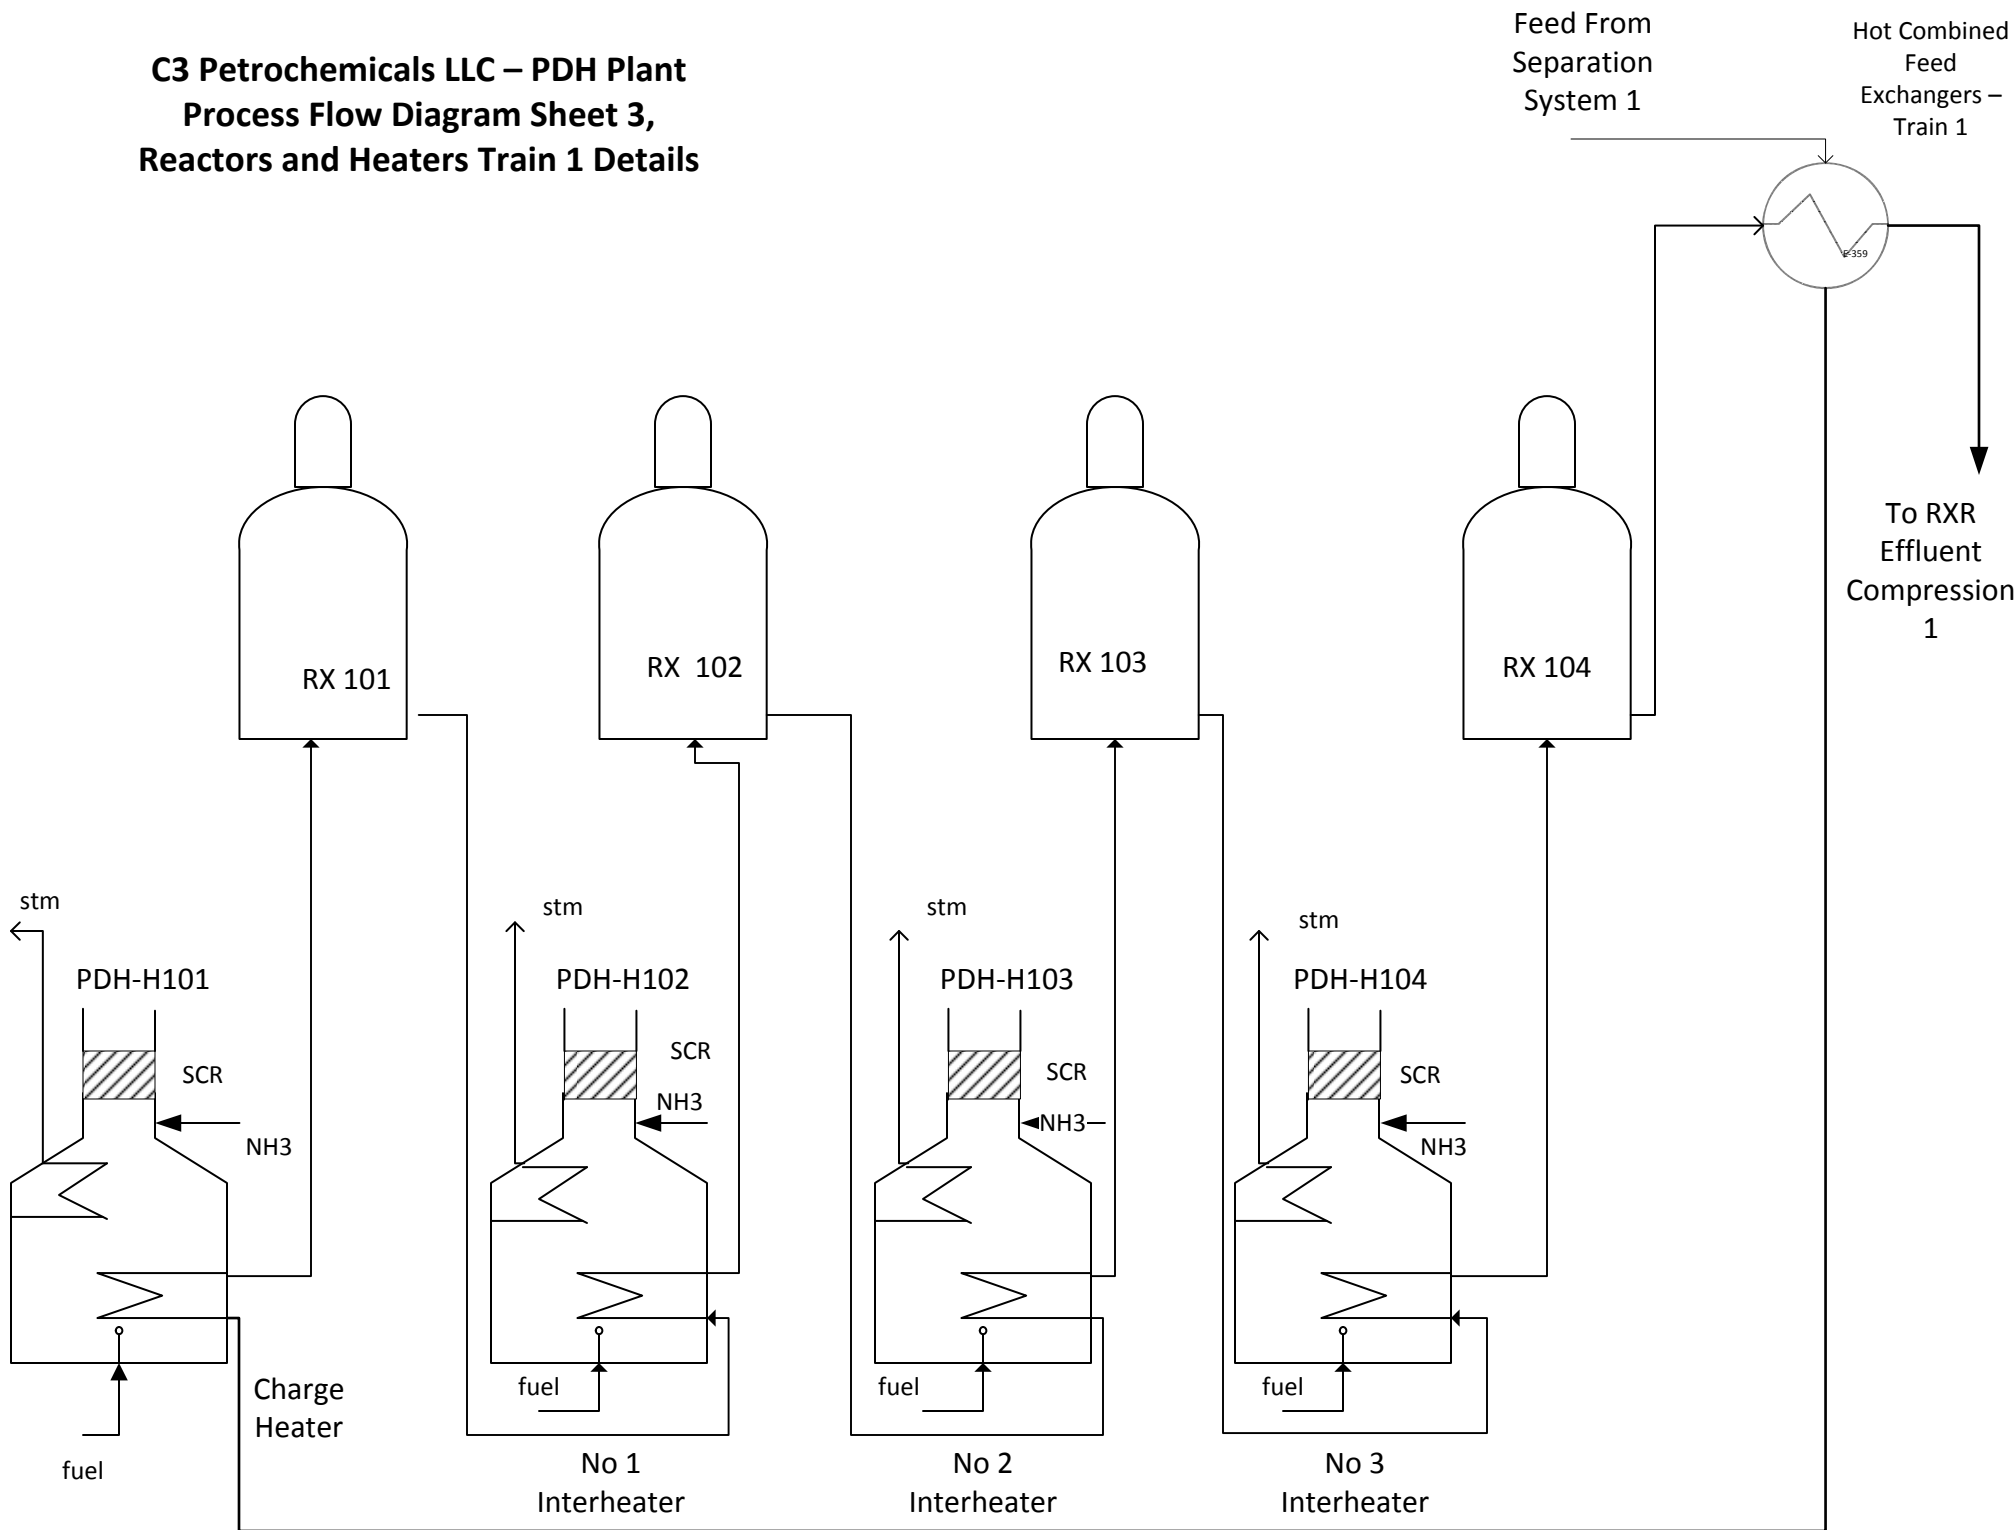 C3 Petrochemicals LLC – PDH Plant
Process Flow Diagram Sheet 3,
Reactors and Heaters Train 1 Details
Feed From
Separation
System 1
Hot Combined
Feed
Exchangers –
Train 1
E-359
To RXR
Effluent
Compression
1
RX 101
RX  102
RX 103
RX 104
stm
stm
stm
stm
PDH-H101
PDH-H102
PDH-H103
PDH-H104
SCR
SCR
SCR
SCR
NH3
NH3
NH3
NH3
fuel
fuel
fuel
fuel
Charge
Heater
No 1
Interheater
No 2
Interheater
No 3
Interheater